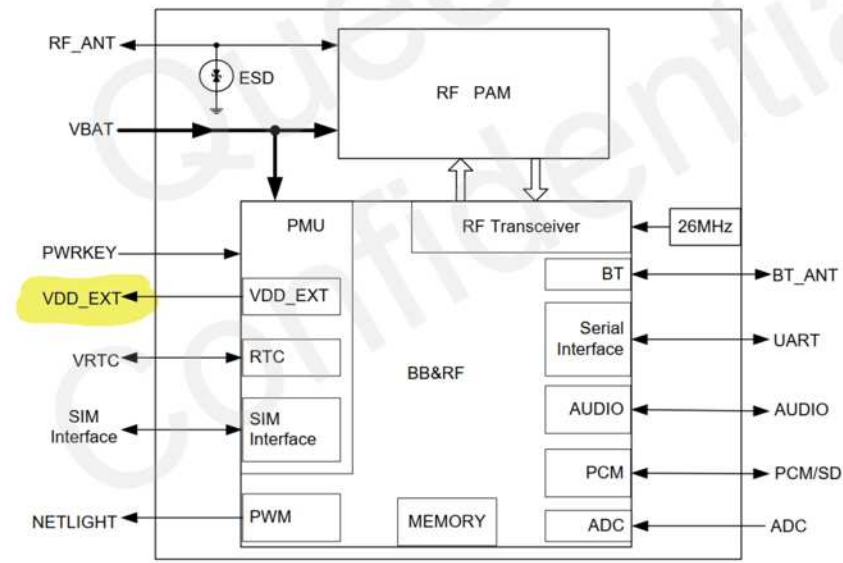 RF_ANT
ESD
RF PAM
VBAT
PMU
RF Transceiver
26MHz
PWRKEY
BT
BT_ANT
VDD_EXT
VDD_EXT
Serial
Interface
UART
VRTC
RTC
BB&RF
SIM
Interface
SIM
Interface
AUDIO
AUDIO
PCM
PCM/SD
NETLIGHT
PWM
MEMORY
ADC
ADC
Confidential